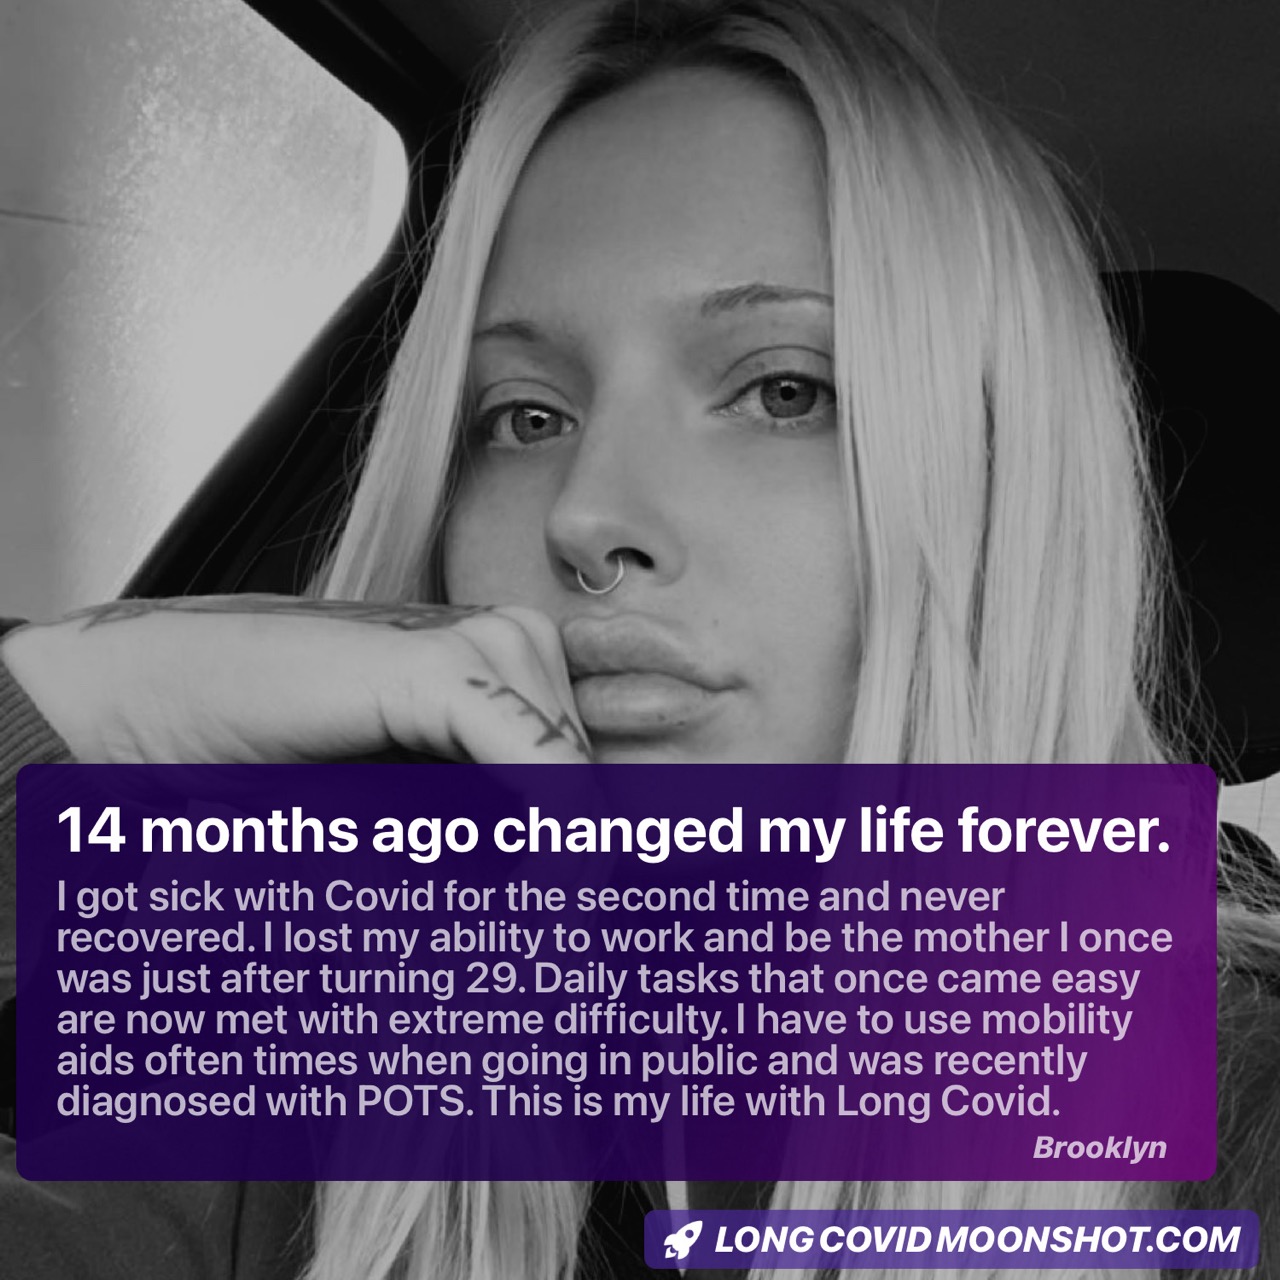 14 months ago changed my life forever.
I got sick with Covid for the second time and never
recovered. I lost my ability to work and be the mother I once
was just after turning 29. Daily tasks that once came easy
are now met with extreme difficulty. I have to use mobility
aids often times when going in public and was recently
diagnosed with POTS. This is my life with Long Covid.
Brooklyn
LONG COVID MOONSHOT.COM